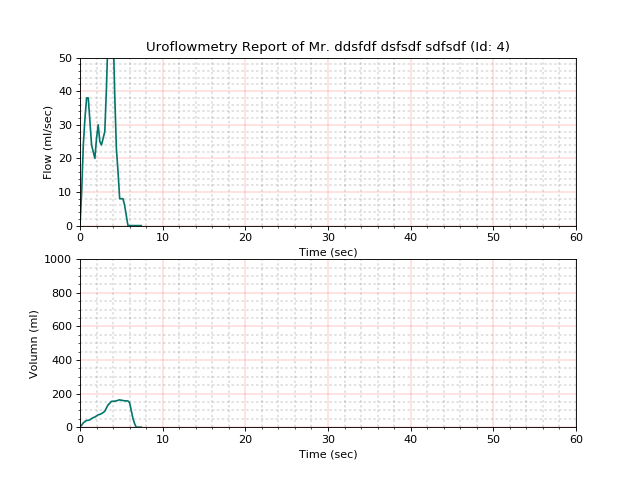 Uroflowmetry Report of Mr. ddsfdf dsfsdf sdfsdf (Id: 4)
50
40
30
20
10
0
Flow (ml/sec)
0 10 20 30 40 50 60
Time (sec)
1000
800
600
400
200
0
Volumn (ml)
0 10 20 30 40 50 60
Time (sec)